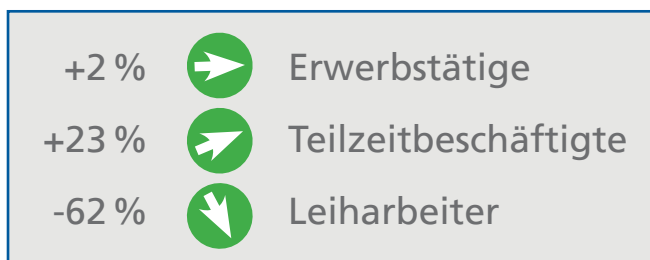 +2 % Erwerbstätige
+23 % Teilzeitbeschäftigte
-62 % Leiharbeiter